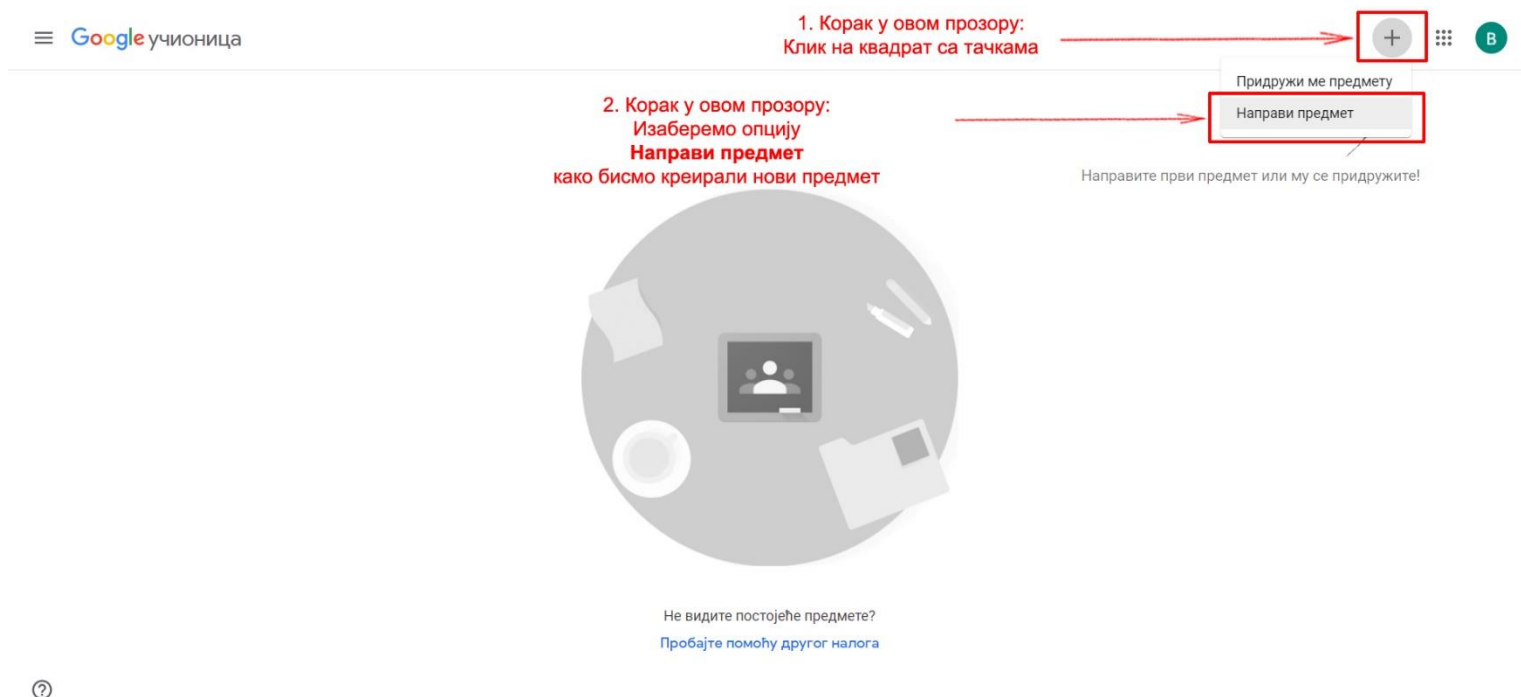 Google учионица
1. Корак у овом прозору:
Клик на квадрат са тачкама
B
Придружи ме предмету
Направи предмет
2. Корак у овом прозору:
Изаберемо опцију
Направи предмет
како бисмо креирали нови предмет
Направите први предмет или му се придружите!
Не видите постојеће предмете?
Пробајте помоћу другог налога